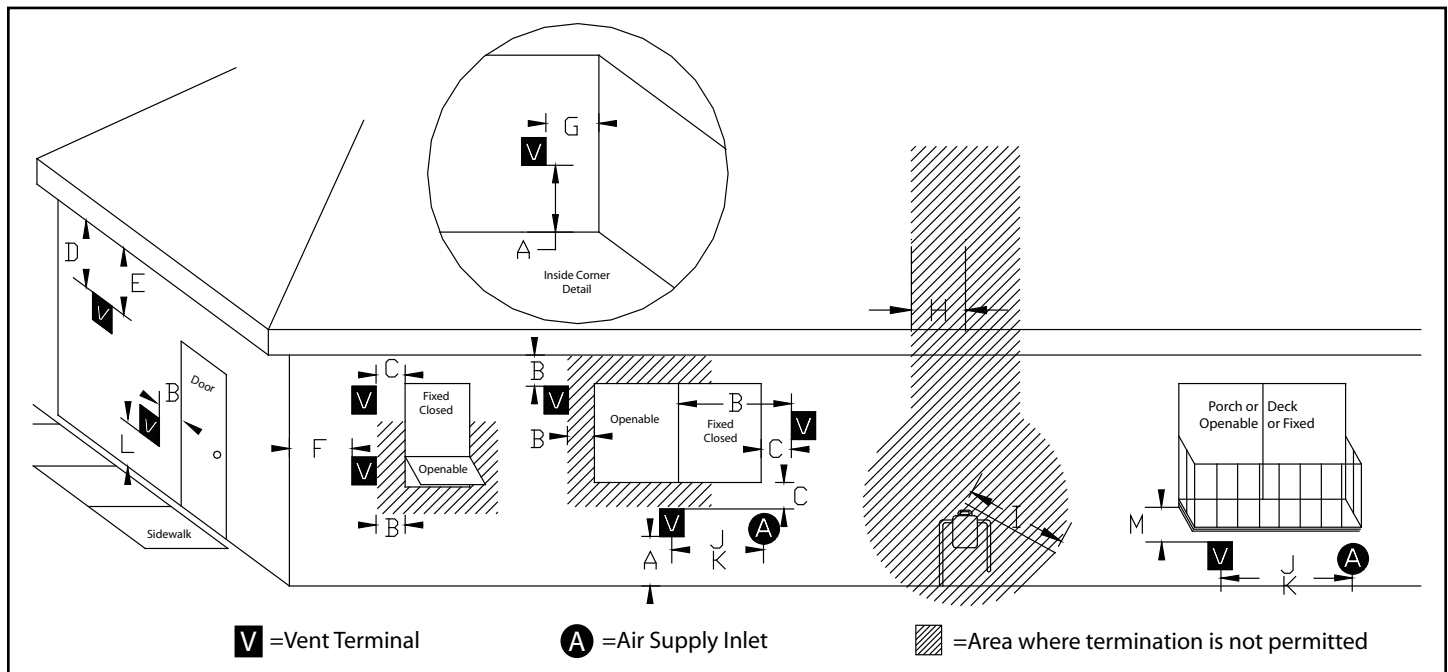 G
V
A
Inside Corner
Detail
D
E
V
B
Door
L
V
Sidewalk
H
C
V
Fixed
Closed
F
V
Openable
B
B
V
B
Openable
B
Fixed
Closed
V
C
C
V
A
A
J
K
I
Porch or
Openable
Deck
or Fixed
M
V
A
J
K
V =Vent Terminal
A =Air Supply Inlet
=Area where termination is not permitted